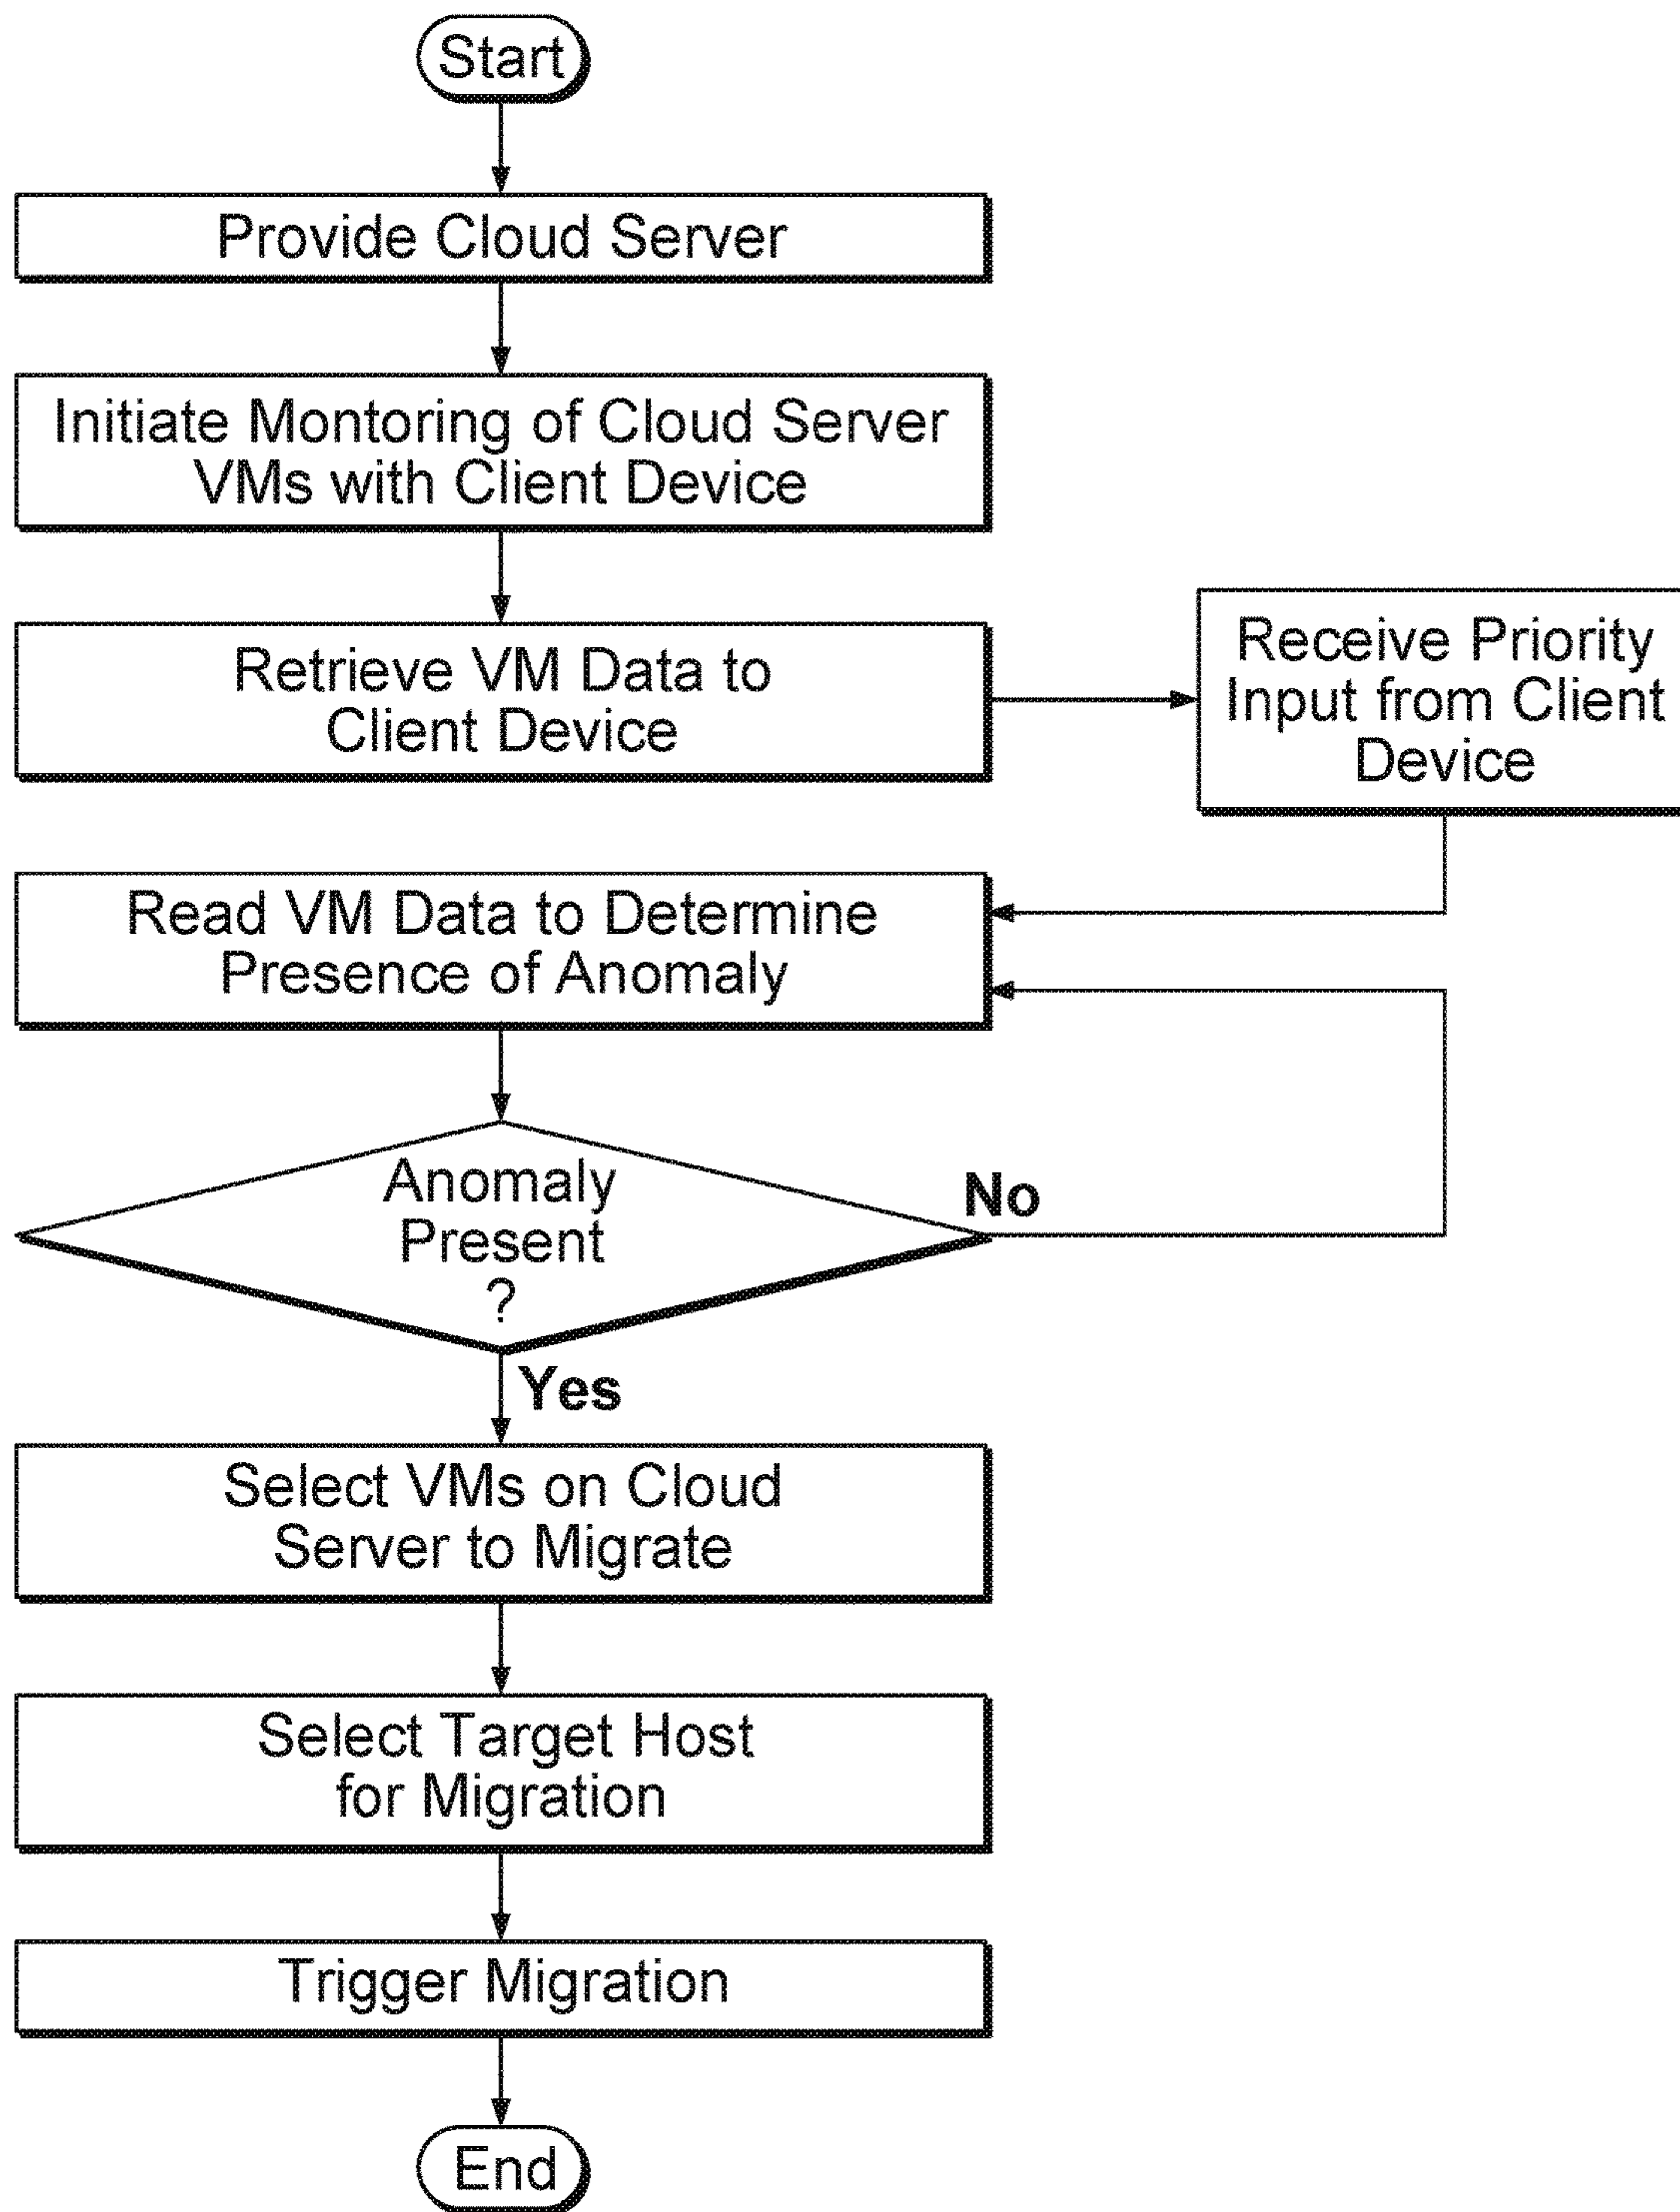 Start
Provide Cloud Server
Initiate Montoring of Cloud Server
VMs with Client Device
Retrieve VM Data to
Client Device
Receive Priority
Input from Client
Device
Read VM Data to Determine
Presence of Anomaly
Anomaly
Present
?
No
Yes
Select VMs on Cloud
Server to Migrate
Select Target Host
for Migration
Trigger Migration
End